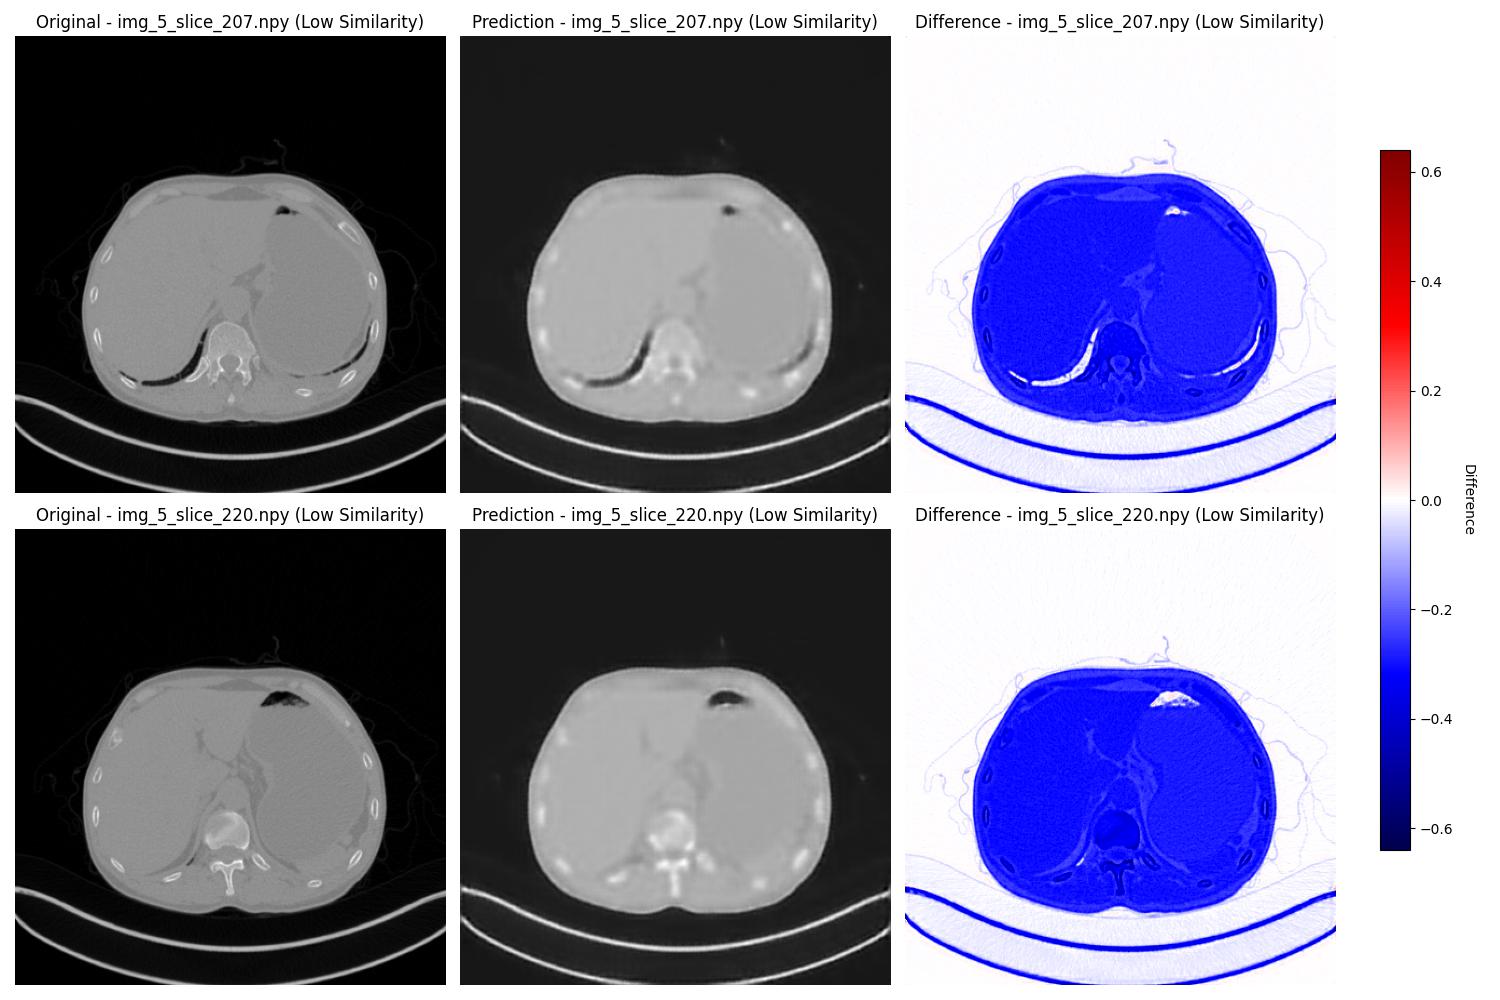 Original - img_5_slice_207.npy (Low Similarity)
Prediction - img_5_slice_207.npy (Low Similarity)
Difference - img_5_slice_207.npy (Low Similarity)
Original - img_5_slice_220.npy (Low Similarity)
Prediction - img_5_slice_220.npy (Low Similarity)
Difference - img_5_slice_220.npy (Low Similarity)
0.6
0.4
0.2
0.0
−0.2
−0.4
−0.6
Difference